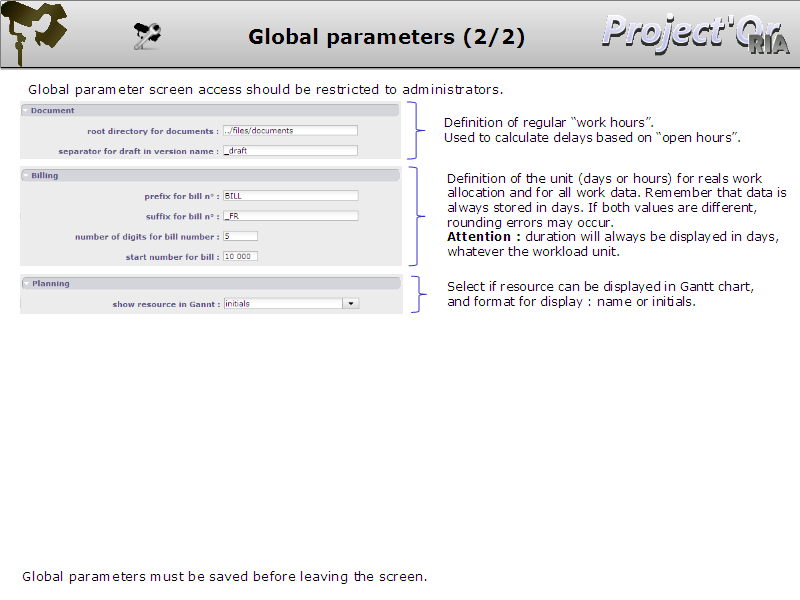 Global parameters (2/2)
Project'Or
RIA
Global parameter screen access should be restricted to administrators.
Document
root directory for documents : ../files/documents
separator for draft in version name : _draft
Definition of regular “work hours”.
Used to calculate delays based on “open hours”.
Billing
prefix for bill n° : BILL
suffix for bill n° : _FR
number of digits for bill number : 5
start number for bill : 10 000
Definition of the unit (days or hours) for reals work
allocation and for all work data. Remember that data is
always stored in days. If both values are different,
rounding errors may occur.
Attention : duration will always be displayed in days,
whatever the workload unit.
Planning
show resource in Gannt : initials
Select if resource can be displayed in Gantt chart,
and format for display : name or initials.
Global parameters must be saved before leaving the screen.